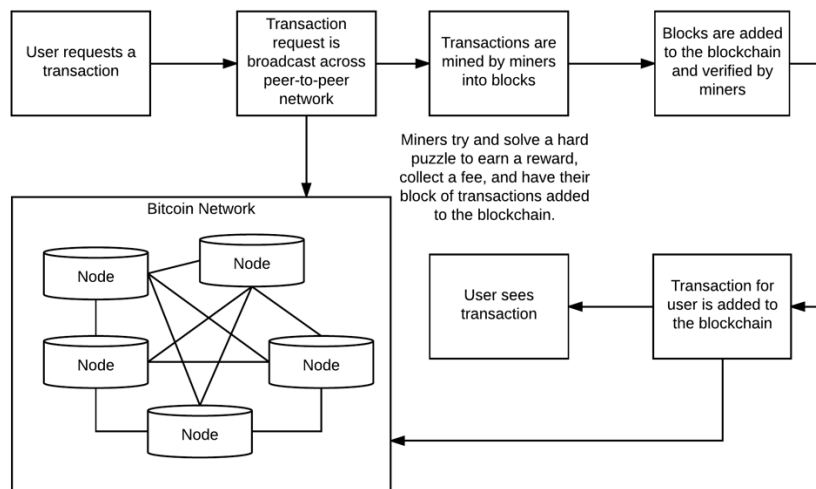 User requests a
transaction
Transaction
request is
broadcast across
peer-to-peer
network
Transactions are
mined by miners
into blocks
Blocks are added
to the blockchain
and verified by
miners
Miners try and solve a hard
puzzle to earn a reward,
collect a fee, and have their
block of transactions added
to the blockchain.
Bitcoin Network
Node
Node
Node
Node
Node
User sees
transaction
Transaction for
user is added to
the blockchain